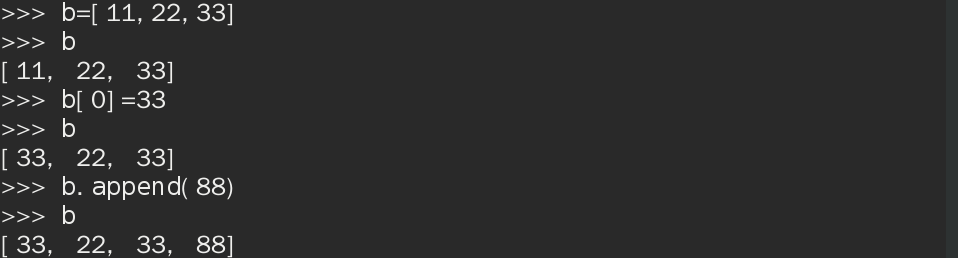 >>> b=[ 11, 22, 33]
>>> b
[ 11, 22, 33]
>>> b[ 0] =33
>>> b
[ 33, 22, 33]
>>> b. append( 88)
>>> b
[ 33, 22, 33, 88]